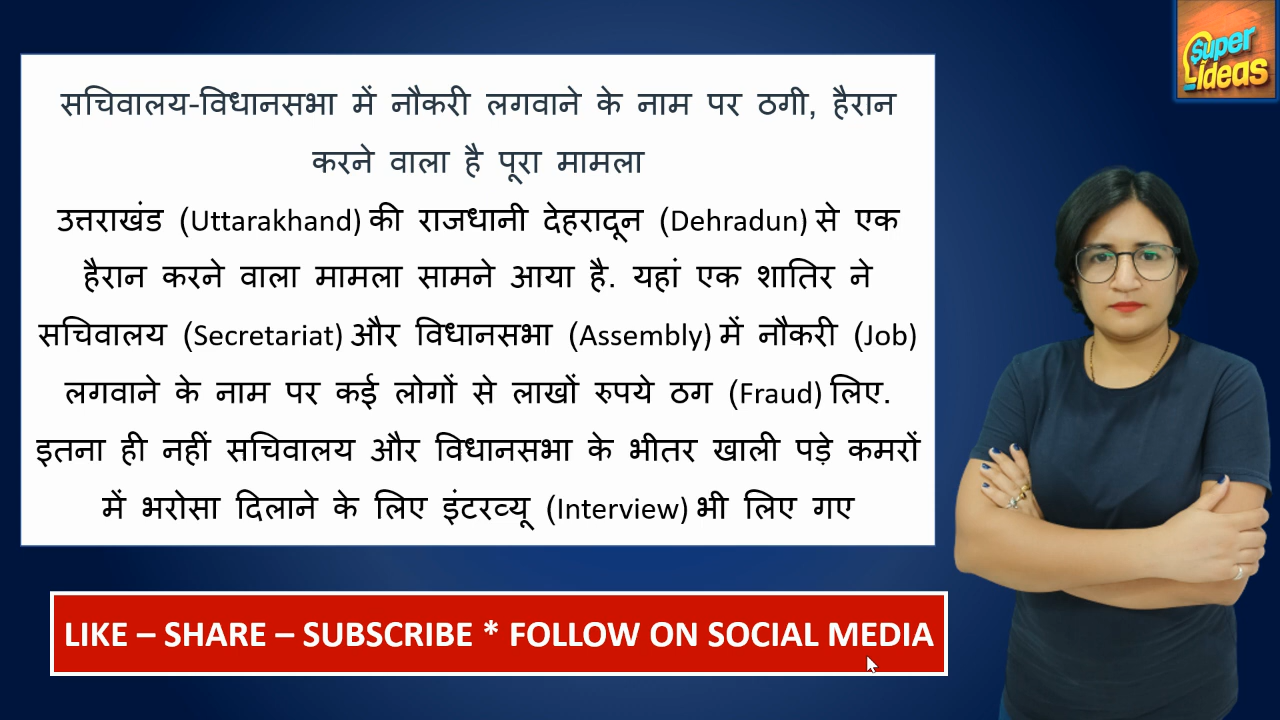 Super
Ideas
सचिवालय-विधानसभा में नौकरी लगवाने के नाम पर ठगी, हैरान
करने वाला है पूरा मामला
उत्तराखंड (Uttarakhand) की राजधानी देहरादून (Dehradun) से एक
हैरान करने वाला मामला सामने आया है. यहां एक शातिर ने
सचिवालय (Secretariat) और विधानसभा (Assembly) में नौकरी (Job)
लगवाने के नाम पर कई लोगों से लाखों रुपये ठग (Fraud) लिए.
इतना ही नहीं सचिवालय और विधानसभा के भीतर खाली पड़े कमरों
में भरोसा दिलाने के लिए इंटरव्यू (Interview) भी लिए गए
LIKE – SHARE – SUBSCRIBE * FOLLOW ON SOCIAL MEDIA